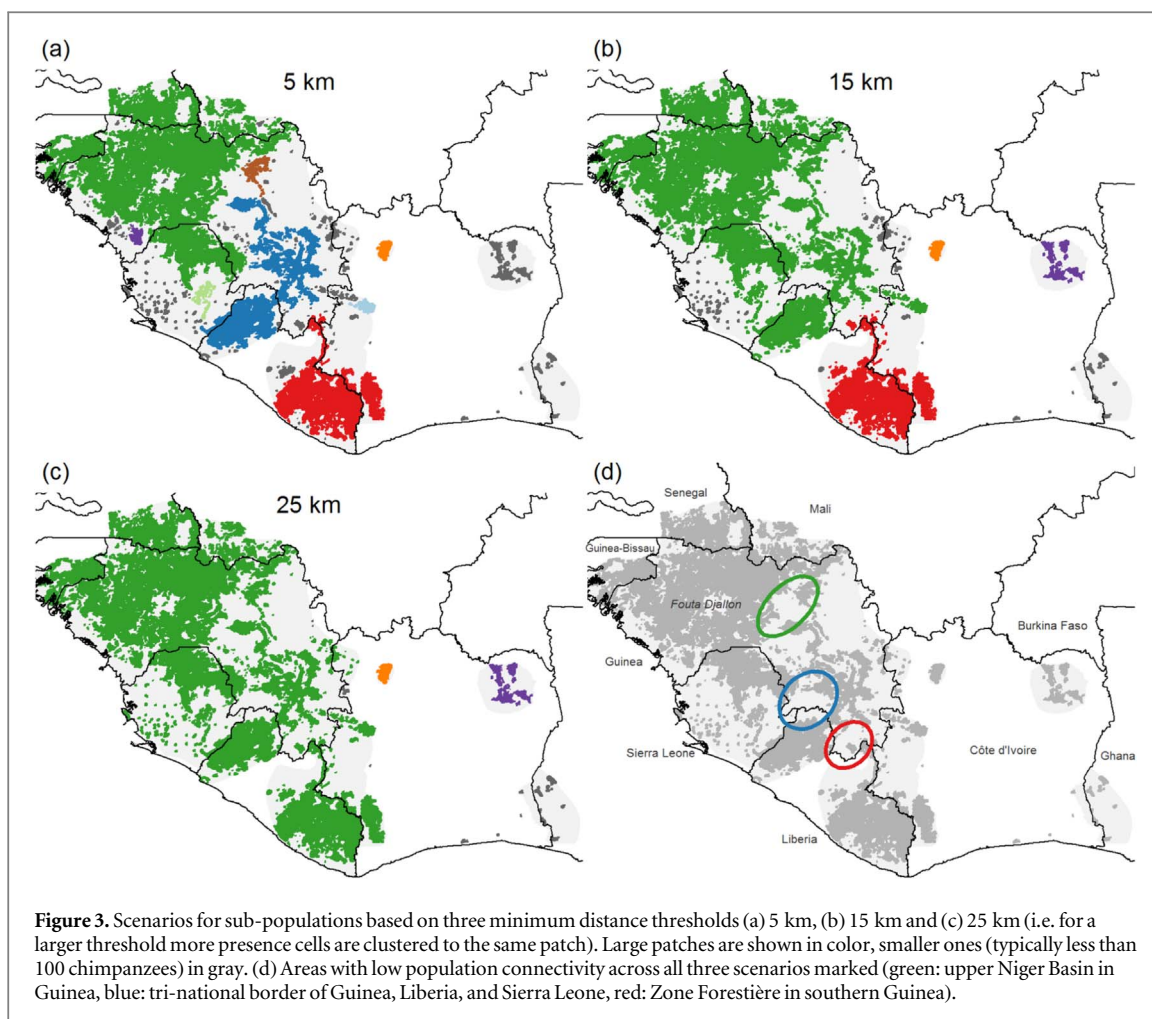 (a)
5 km
(b)
15 km
(c)
25 km
(d)
Senegal
Mali
Guinea-Bissau
Fouta Djallon
Burkina Faso
Guinea
Sierra Leone
Côte d'Ivoire
Ghana
Liberia
Figure 3. Scenarios for sub-populations based on three minimum distance thresholds (a) 5 km, (b) 15 km and (c) 25 km (i.e. for a
larger threshold more presence cells are clustered to the same patch). Large patches are shown in color, smaller ones (typically less than
100 chimpanzees) in gray. (d) Areas with low population connectivity across all three scenarios marked (green: upper Niger Basin in
Guinea, blue: tri-national border of Guinea, Liberia, and Sierra Leone, red: Zone Forestière in southern Guinea).